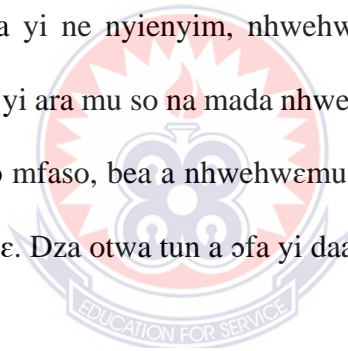 a yi ne nyienyim, nhwehw
yi ara mu so na mada nhwe
mfaso, bea a nhwehwɛmu
ɛ. Dza otwa tun a ɔfa yi daa
EDUCATION FOR SERVICE